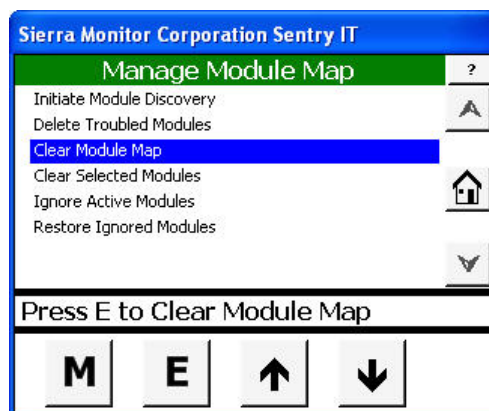 Sierra Monitor Corporation Sentry IT
Manage Module Map
?
Initiate Module Discovery
Delete Troubled Modules
Clear Module Map
Clear Selected Modules
Ignore Active Modules
Restore Ignored Modules
Press E to Clear Module Map
M E